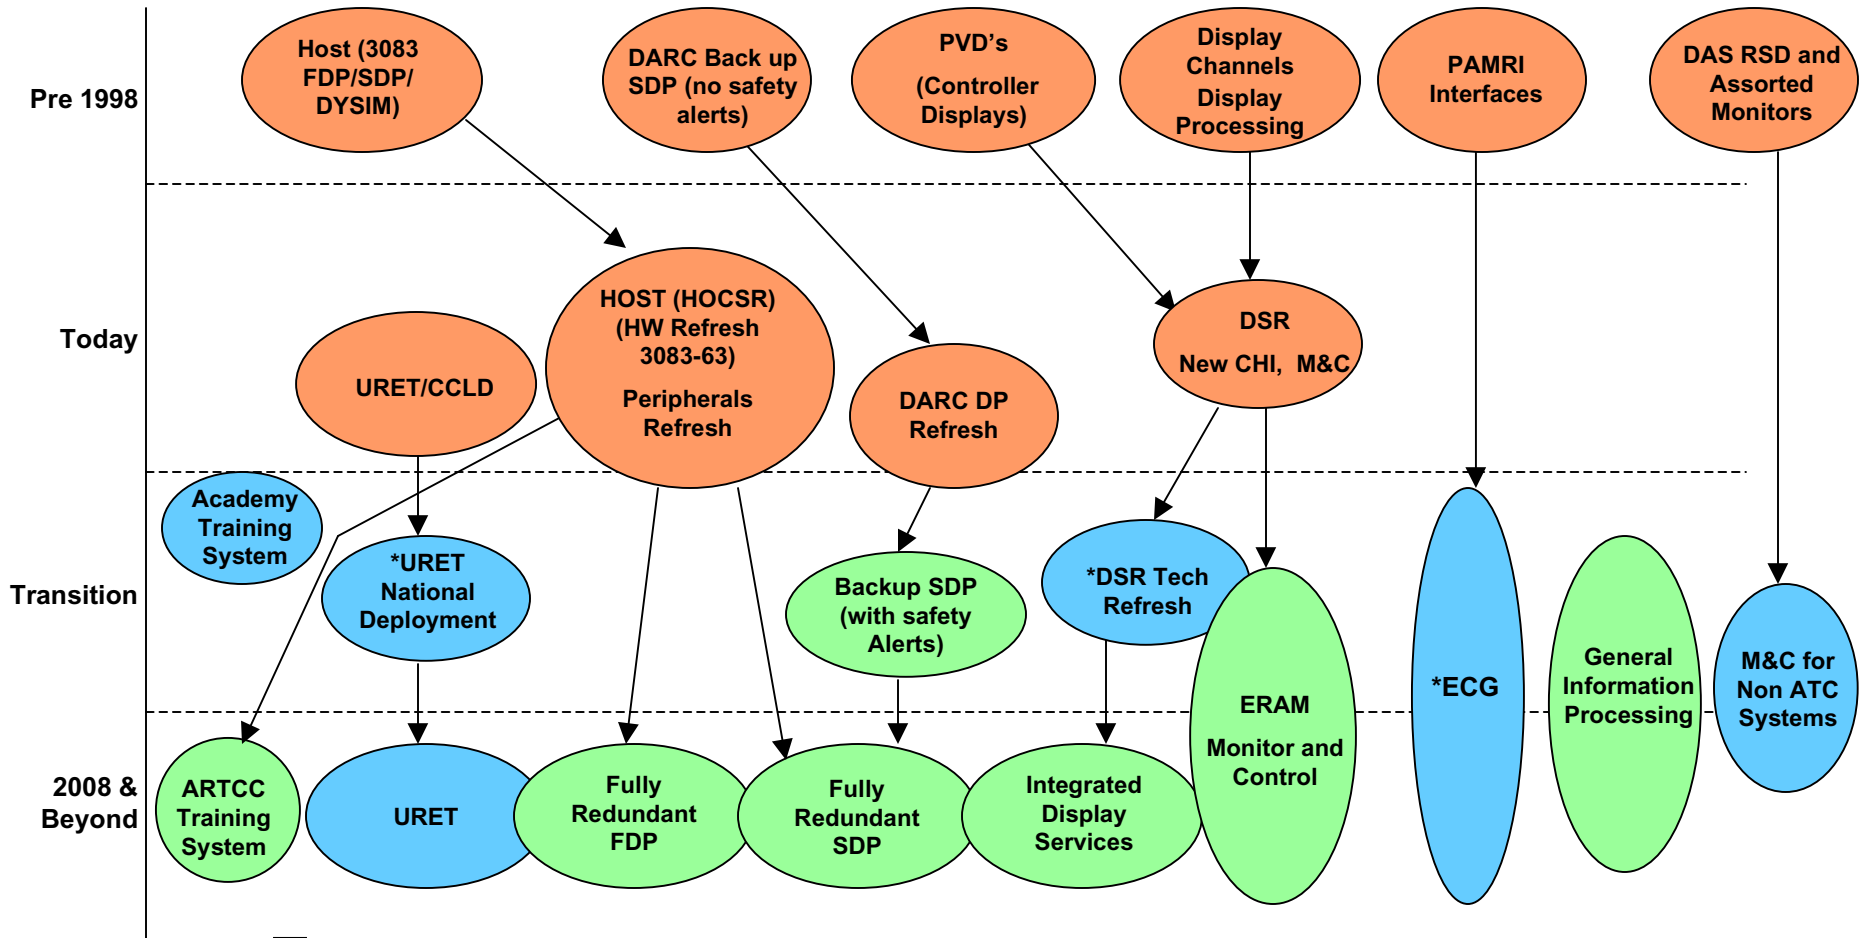 Pre 1998
Host (3083
FDP/SDP/
DYSIM)
DARC Back up
SDP (no safety
alerts)
PVD's
(Controller
Displays)
Display
Channels
Display
Processing
PAMRI
Interfaces
DAS RSD and
Assorted
Monitors
Today
URET/CCLD
HOST (HOCSR)
(HW Refresh
3083-63)
Peripherals
Refresh
DARC DP
Refresh
DSR
New CHI, M&C
Transition
Academy
Training
System
*URET
National
Deployment
Backup SDP
(with safety
Alerts)
*DSR Tech
Refresh
ERAM
Monitor and
Control
*ECG
General
Information
Processing
M&C for
Non ATC
Systems
2008 &
Beyond
ARTCC
Training
System
URET
Fully
Redundant
FDP
Fully
Redundant
SDP
Integrated
Display
Services